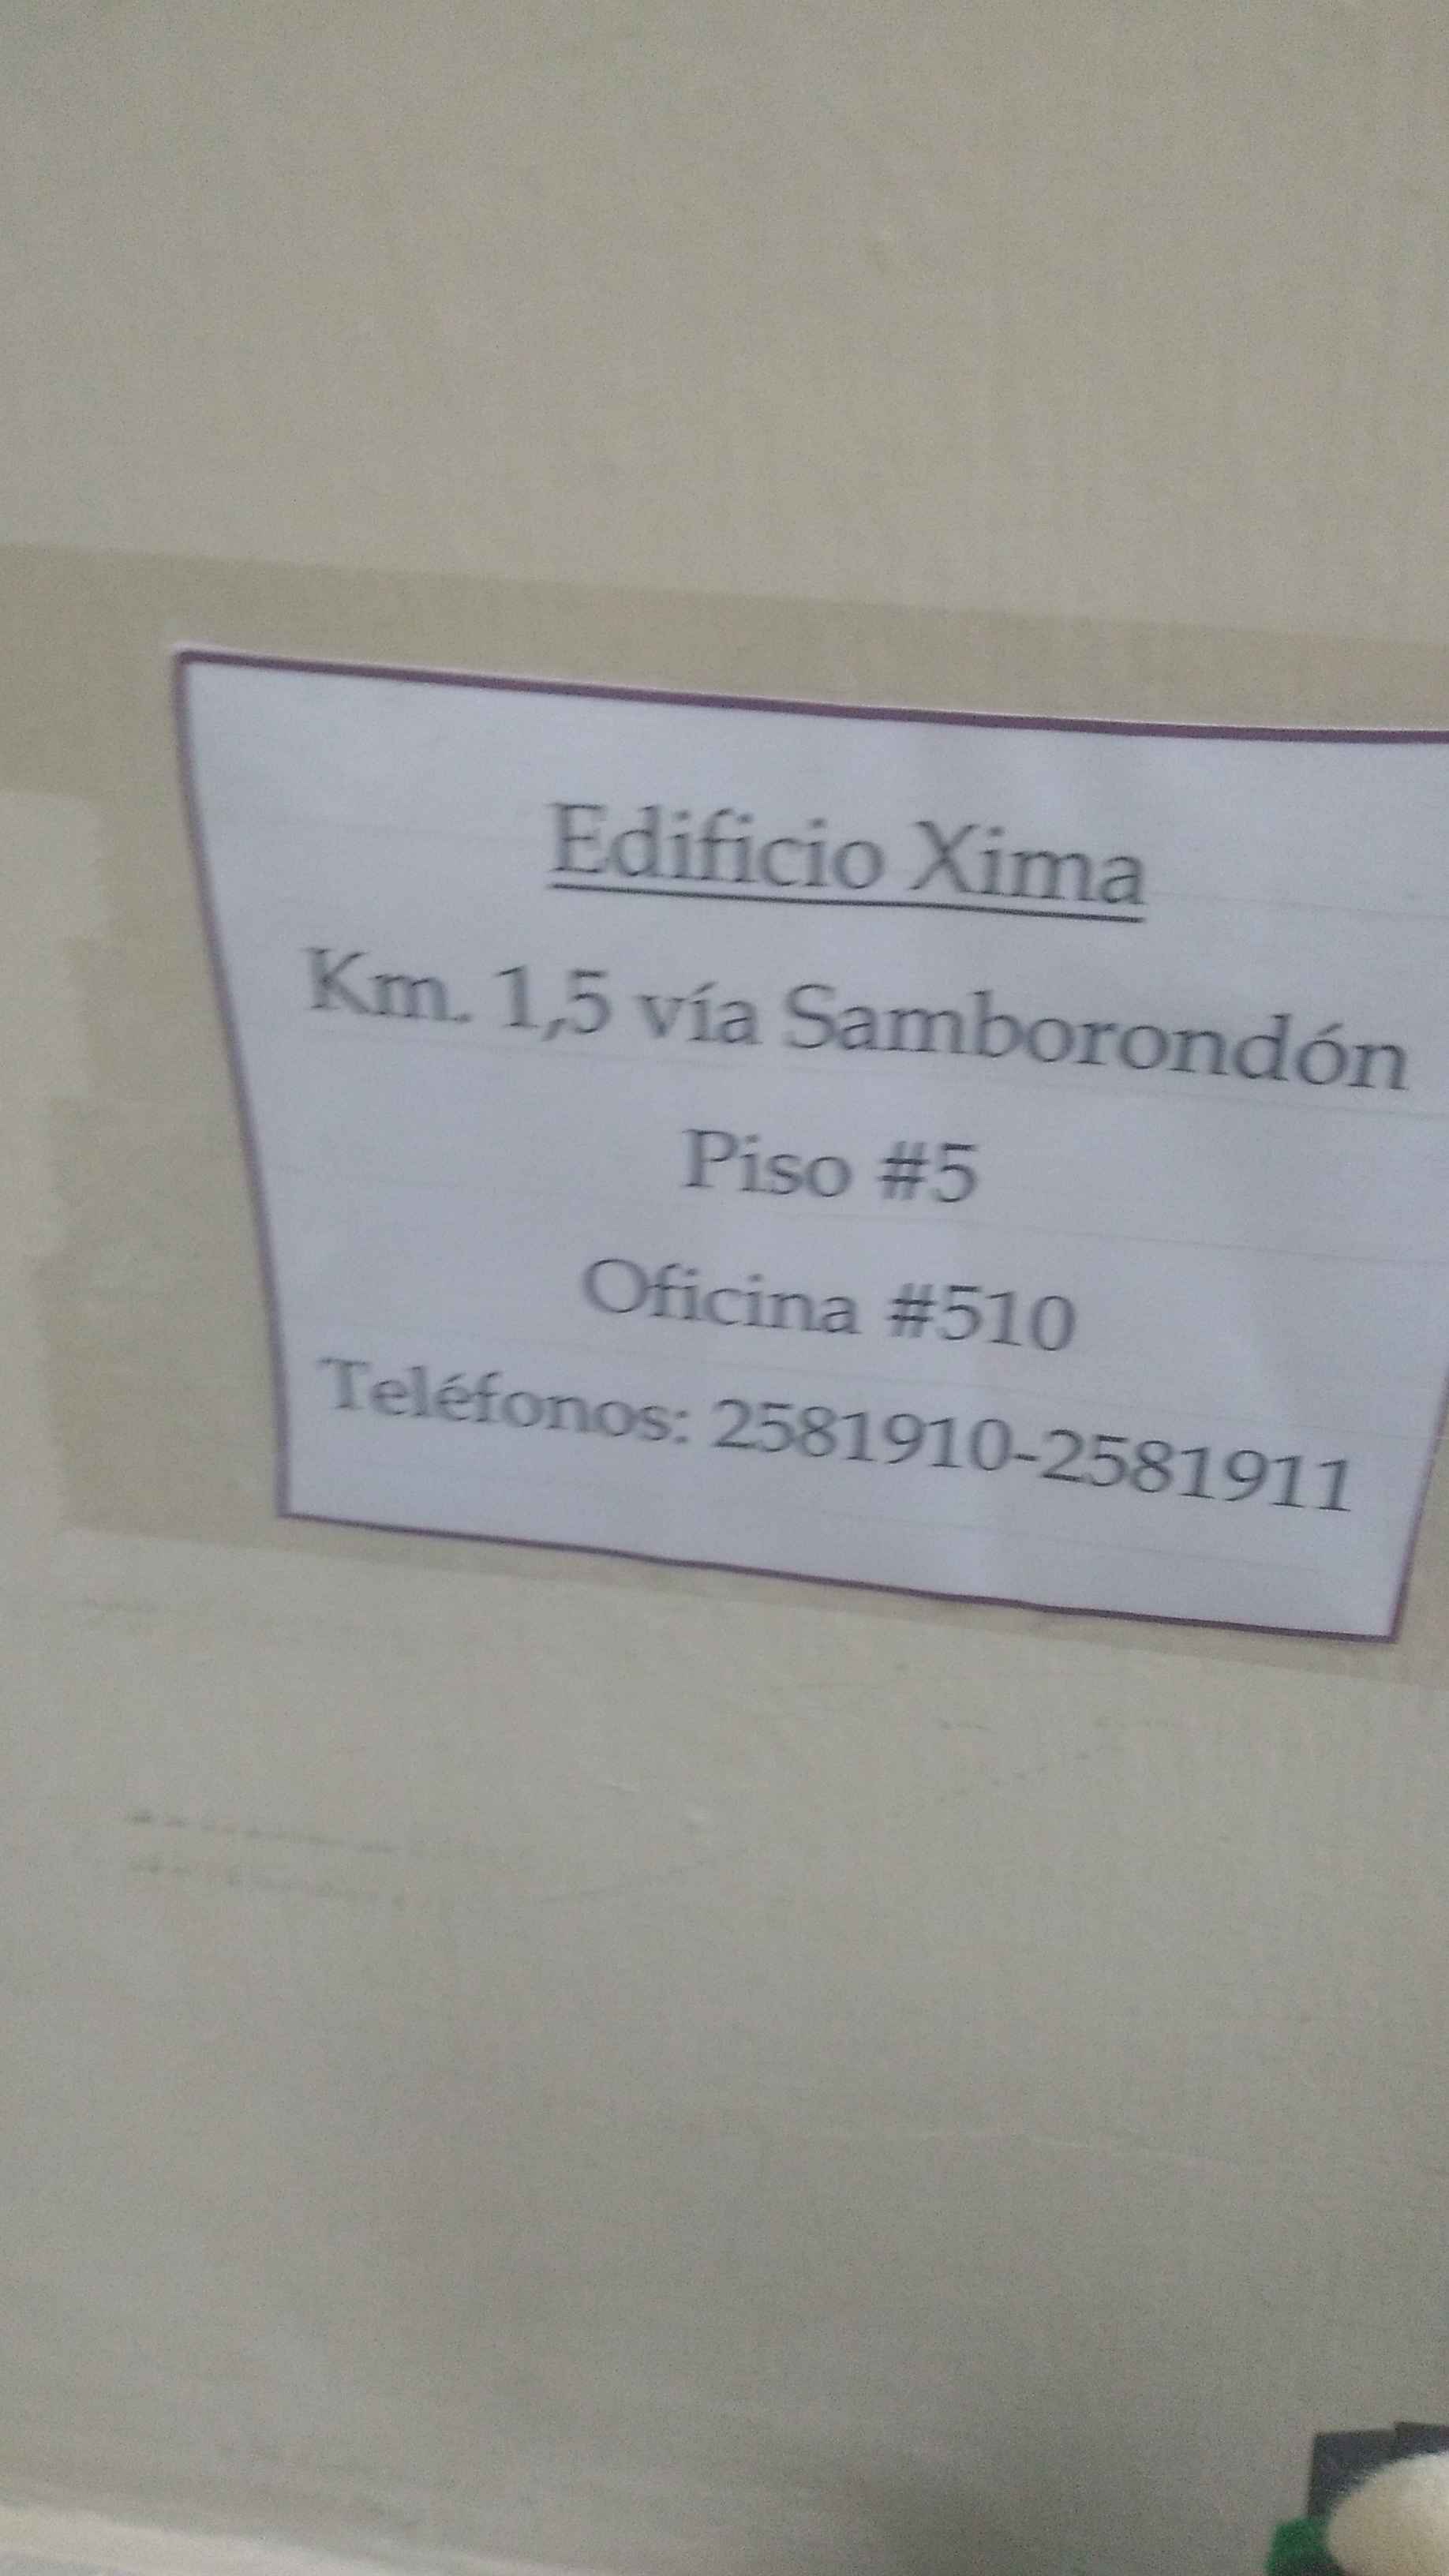 Edificio Xima
Km. 1,5 vía Samborondón
Piso #5
Oficina #510
Teléfonos: 2581910-2581911